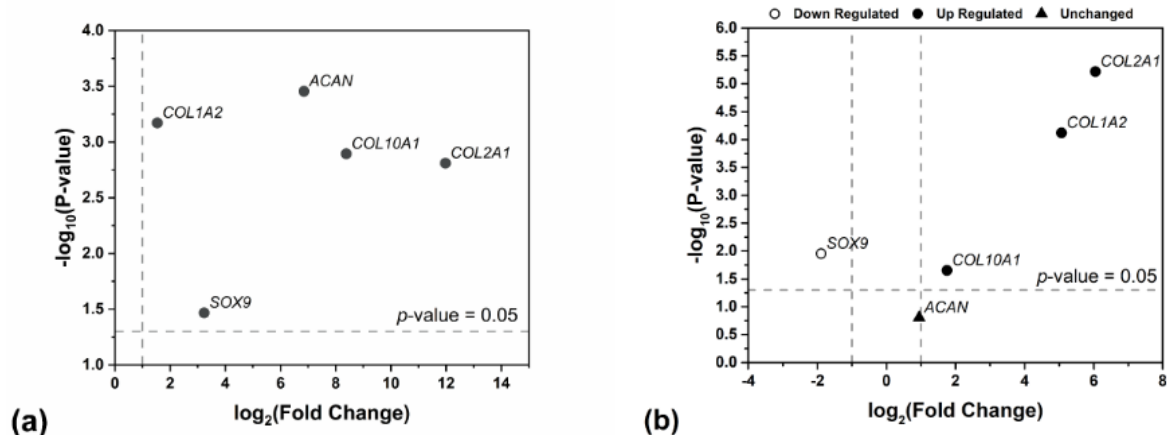 4.0
3.5
3.0
2.5
2.0
1.5
1.0
-log10(P-value)
ACAN
COL1A2
COL10A1
COL2A1
SOX9
p-value = 0.05
0 2 4 6 8 10 12 14
log2(Fold Change)
(a)
Down Regulated Up Regulated Unchanged
6.0
5.5
5.0
4.5
4.0
3.5
3.0
2.5
2.0
1.5
1.0
0.5
0.0
-log10(P-value)
COL2A1
COL1A2
SOX9
COL10A1
p-value = 0.05
ACAN
-4 -2 0 2 4 6 8
log2(Fold Change)
(b)